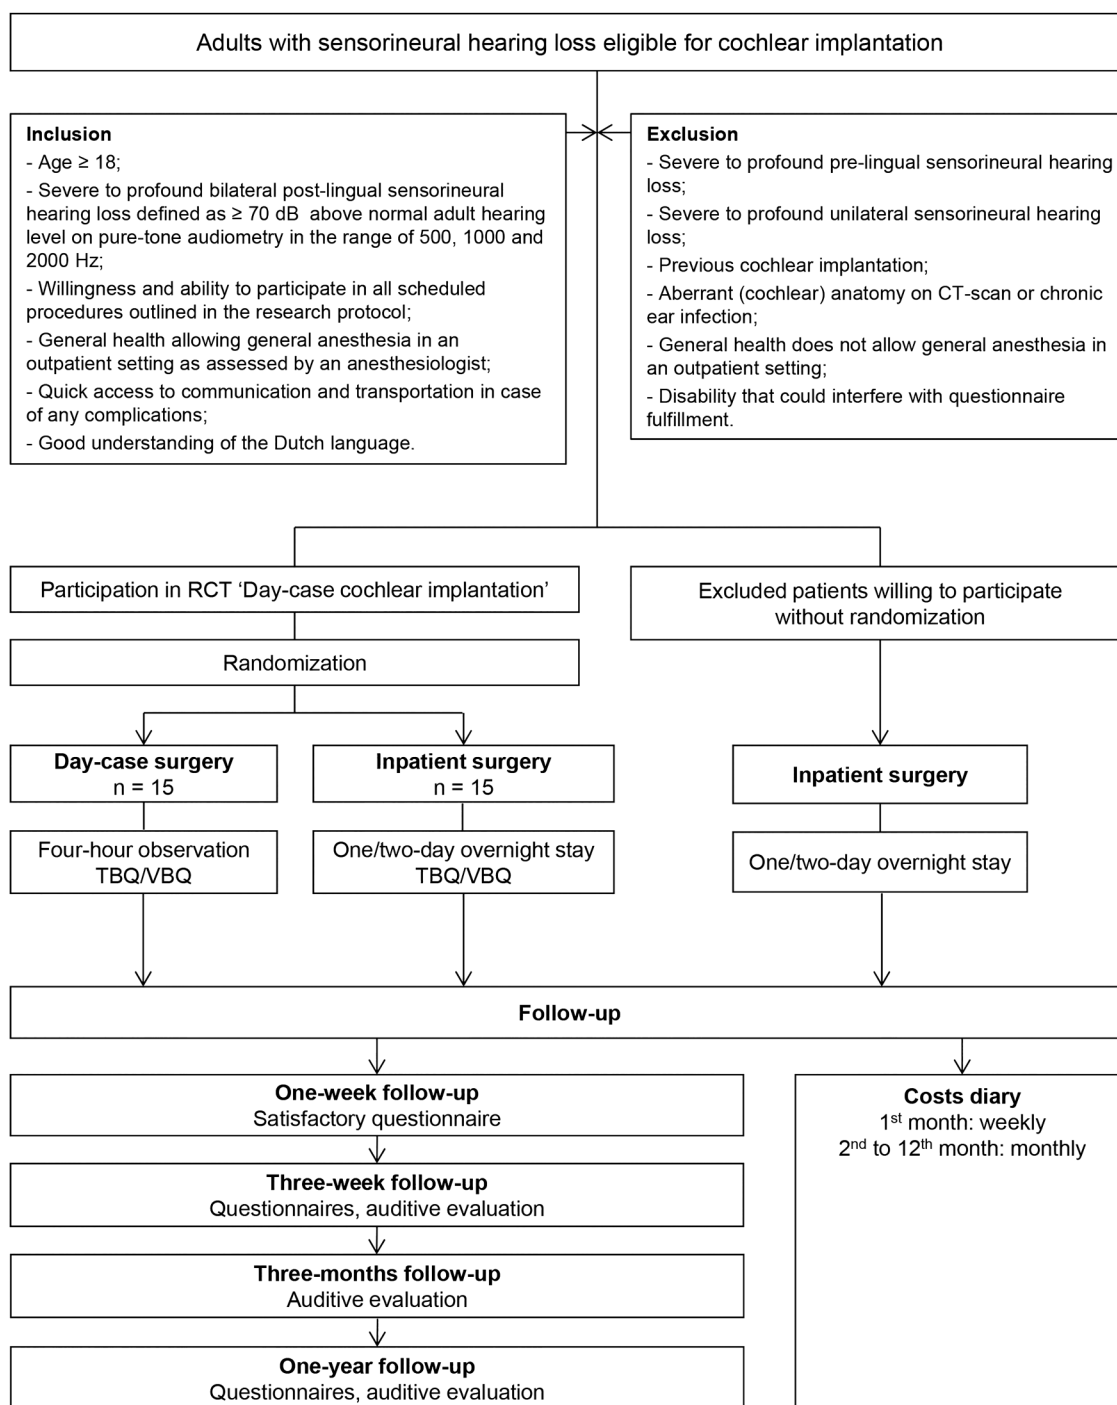 Adults with sensorineural hearing loss eligible for cochlear implantation
Inclusion
- Age ≥ 18;
- Severe to profound bilateral post-lingual sensorineural
hearing loss defined as ≥ 70 dB  above normal adult hearing
level on pure-tone audiometry in the range of 500, 1000 and
2000 Hz;
- Willingness and ability to participate in all scheduled
procedures outlined in the research protocol;
- General health allowing general anesthesia in an
outpatient setting as assessed by an anesthesiologist;
- Quick access to communication and transportation in case
of any complications;
- Good understanding of the Dutch language.
Exclusion
- Severe to profound pre-lingual sensorineural hearing
loss;
- Severe to profound unilateral sensorineural hearing
loss;
- Previous cochlear implantation;
- Aberrant (cochlear) anatomy on CT-scan or chronic
ear infection;
- General health does not allow general anesthesia in
an outpatient setting;
- Disability that could interfere with questionnaire
fulfillment.
Participation in RCT ‘Day-case cochlear implantation’
Excluded patients willing to participate
without randomization
Randomization
Day-case surgery
n = 15
Inpatient surgery
n = 15
Inpatient surgery
Four-hour observation
TBQ/VBQ
One/two-day overnight stay
TBQ/VBQ
One/two-day overnight stay
Follow-up
One-week follow-up
Satisfactory questionnaire
Three-week follow-up
Questionnaires, auditive evaluation
Three-months follow-up
Auditive evaluation
One-year follow-up
Questionnaires, auditive evaluation
Costs diary
1st month: weekly
2nd to 12th month: monthly